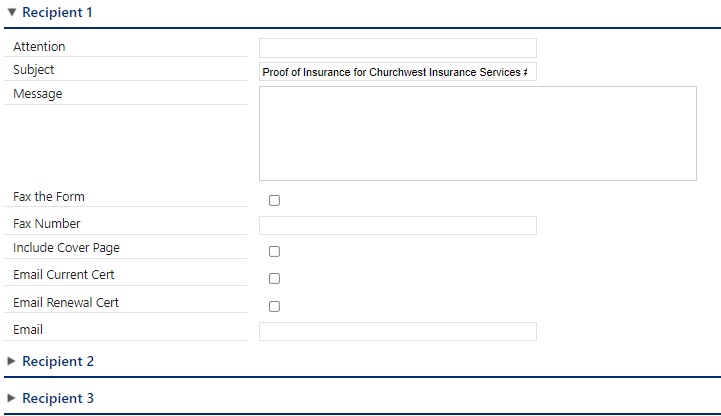 Recipient 1
Attention
Subject
Proof of Insurance for Churchwest Insurance Services #
Message
Fax the Form
Fax Number
Include Cover Page
Email Current Cert
Email Renewal Cert
Email
Recipient 2
Recipient 3